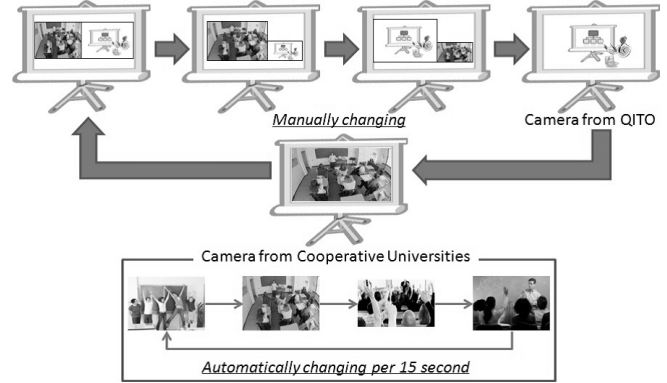 Manually changing
Camera from QITO
Camera from Cooperative Universities
Automatically changing per 15 second